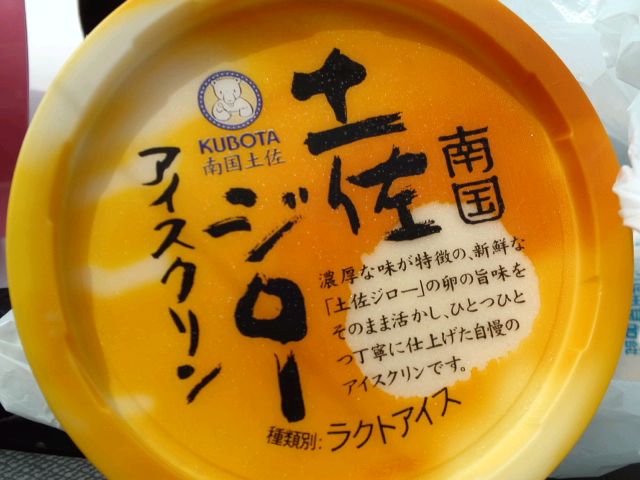 南国
土佐
ジロー
アイスクリン
KUBOTA
南国土佐
濃厚な味が特徴の、新鮮な
「土佐ジロー」の卵の旨味を
そのまま活かし、ひとつひと
つ丁寧に仕上げた自慢の
アイスクリンです。
種類別:ラクトアイス